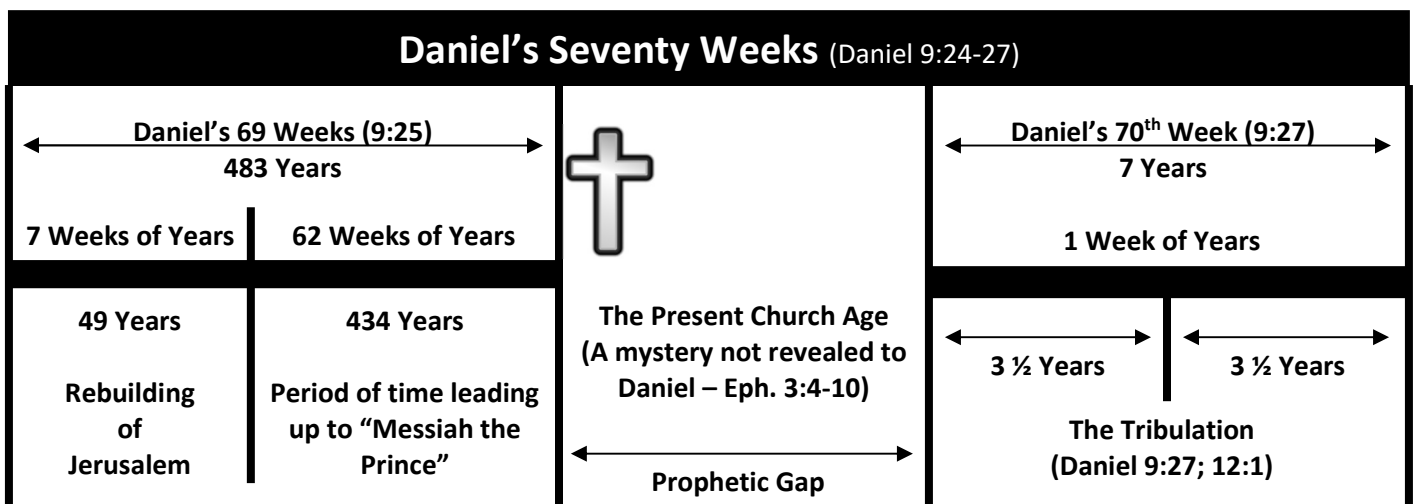 Daniel’s Seventy Weeks (Daniel 9:24-27)
Daniel’s 69 Weeks (9:25)
483 Years
7 Weeks of Years
62 Weeks of Years
49 Years
Rebuilding
of
Jerusalem
434 Years
Period of time leading
up to “Messiah the
Prince”
The Present Church Age
(A mystery not revealed to
Daniel – Eph. 3:4-10)
Prophetic Gap
Daniel’s 70th Week (9:27)
7 Years
1 Week of Years
3 ½ Years
3 ½ Years
The Tribulation
(Daniel 9:27; 12:1)